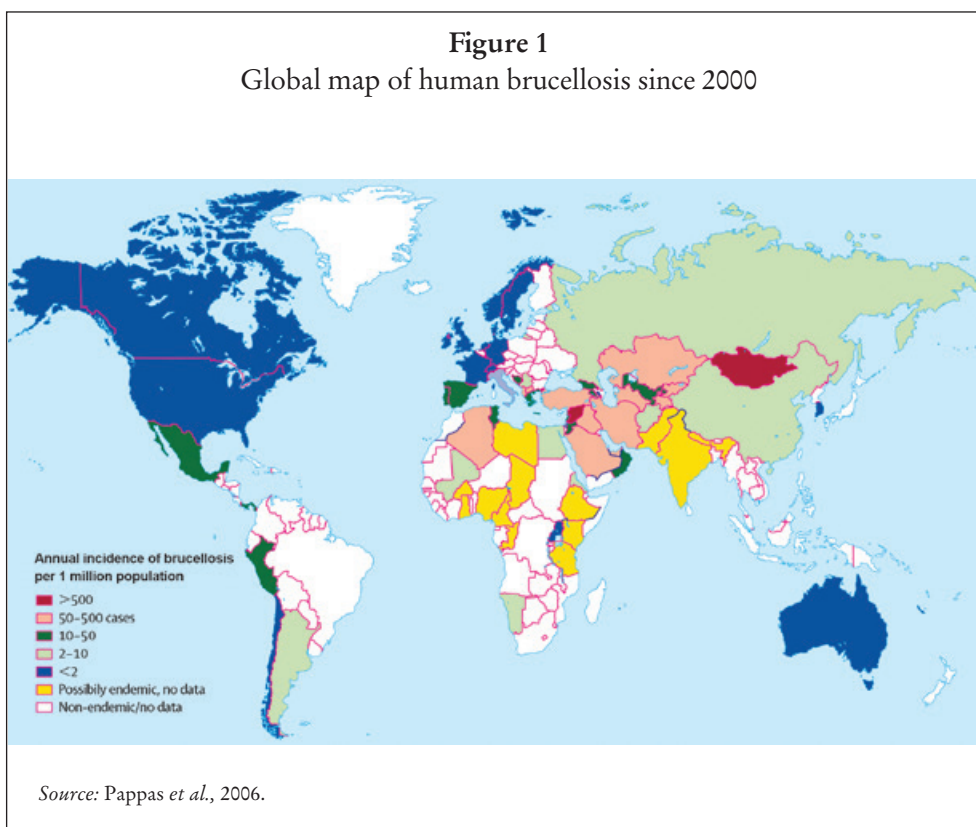 Figure 1
Global map of human brucellosis since 2000
Annual incidence of brucellosis
per 1 million population
>500
50–500 cases
10–50
2–10
<2
Possibily endemic, no data
Non-endemic/no data
Source: Pappas et al., 2006.